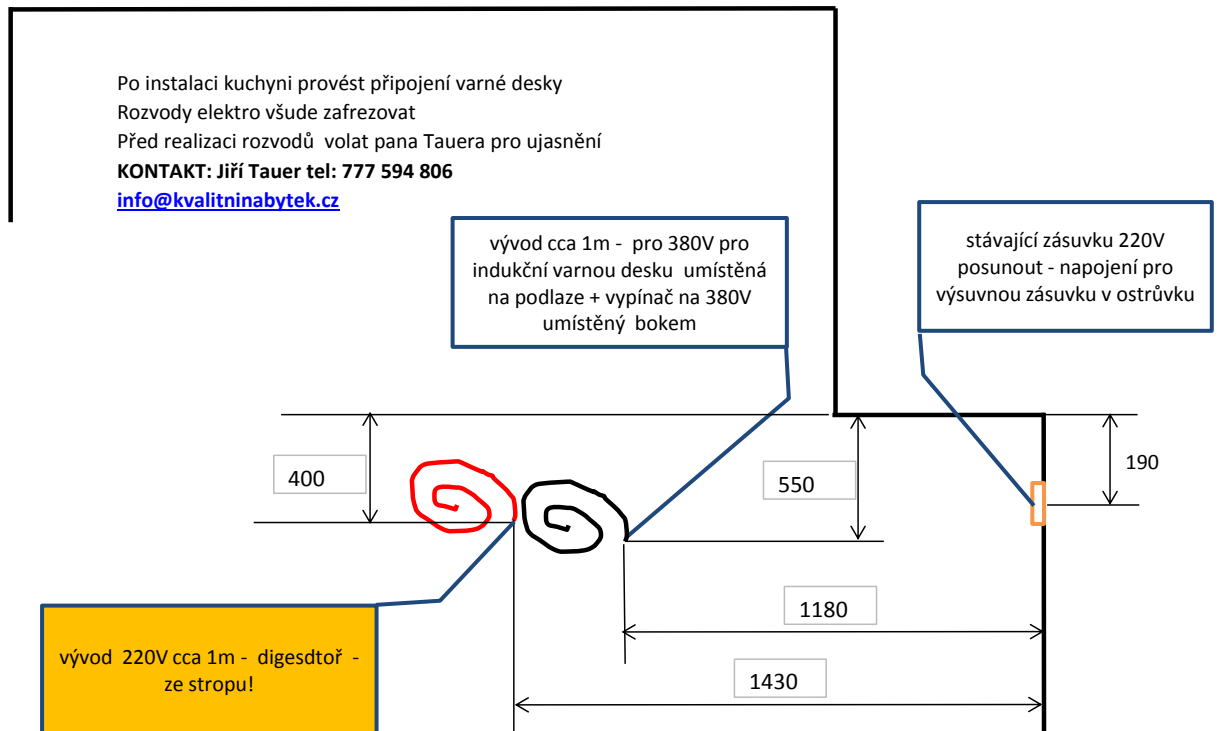 Po instalaci kuchyni provést připojení varné desky
Rozvody elektro všude zafrezovat
Před realizaci rozvodů volat pana Tauera pro ujasnění
KONTAKT: Jiří Tauer tel: 777 594 806
info@kvalitninabytek.cz
vývod cca 1m - pro 380V pro
indukční varnou desku umístěná
na podlaze + vypínač na 380V
umístěný bokem
stávající zásuvku 220V
posunout - napojení pro
výsuvnou zásuvku v ostrůvku
400
550
190
1180
1430
vývod 220V cca 1m - digesdtoř -
ze stropu!